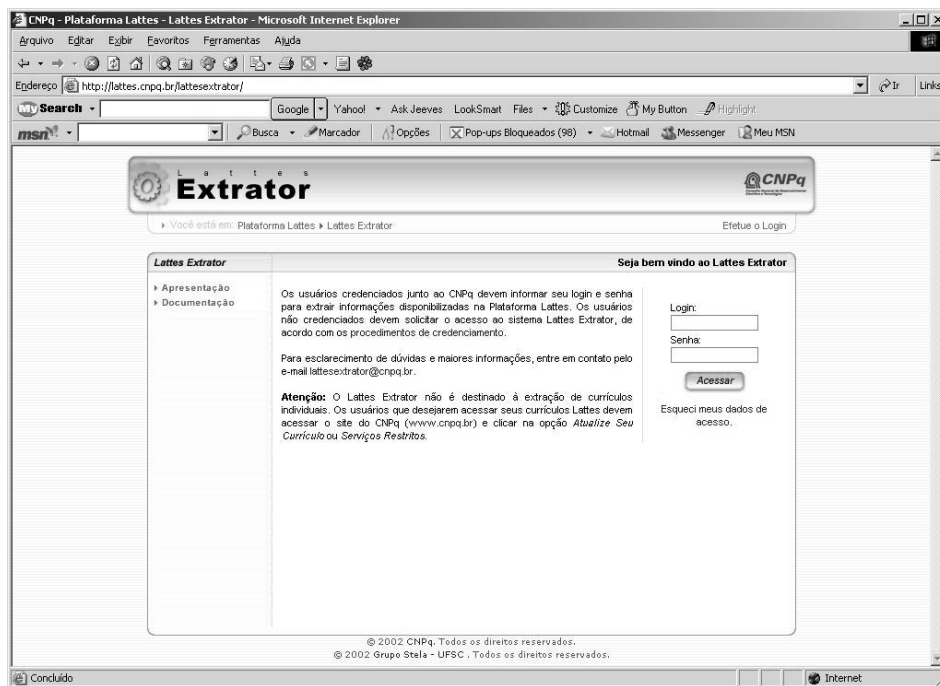 CNPq - Plataforma Lattes - Lattes Extrator - Microsoft Internet Explorer
Arquivo Editar Exibir Favoritos Ferramentas Ajuda
Endereço http://lattes.cnpq.br/lattesextrator/ Ir Links
My Search Google Yahoo! Ask Jeeves LookSmart Files Customize My Button Highlight
msn Busca Marcador Opções Pop-ups Bloqueados (98) Hotmail Messenger Meu MSN
Lattes
Extrator
CNPq
Você está em: Plataforma Lattes Lattes Extrator
Efetue o Login
Lattes Extrator
Seja bem vindo ao Lattes Extrator
Apresentação
Documentação
Os usuários credenciados junto ao CNPq devem informar seu login e senha
para extrair informações disponibilizadas na Plataforma Lattes. Os usuários
não credenciados devem solicitar o acesso ao sistema Lattes Extrator, de
acordo com os procedimentos de credenciamento.
Para esclarecimento de dúvidas e maiores informações, entre em contato pelo
e-mail lattesextrator@cnpq.br.
Atenção: O Lattes Extrator não é destinado à extração de currículos
individuais. Os usuários que desejarem acessar seus currículos Lattes devem
acessar o site do CNPq (www.cnpq.br) e clicar na opção Atualize Seu
Currículo ou Serviços Restritos.
Login:
Senha:
Acessar
Esqueci meus dados de
acesso.
© 2002 CNPq. Todos os direitos reservados.
© 2002 Grupo Stela - UFSC . Todos os direitos reservados.
Concluído
Internet